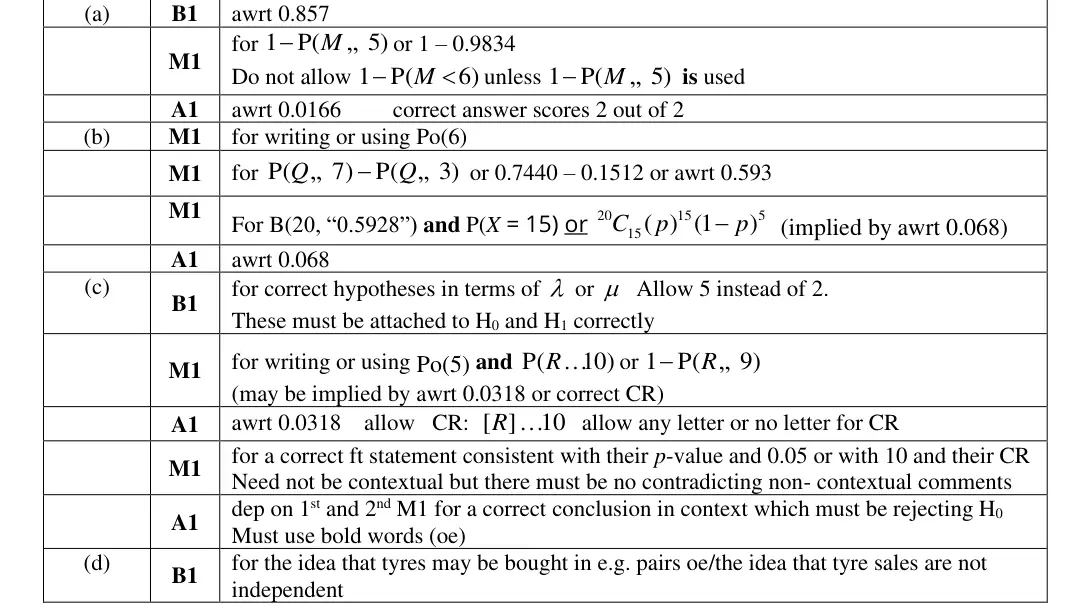 (a) B1 awrt 0.857
M1 for 1 – P(M ,, 5) or 1 – 0.9834
Do not allow 1 – P(M < 6) unless 1 – P(M ,, 5) is used
A1 awrt 0.0166 correct answer scores 2 out of 2
(b) M1 for writing or using Po(6)
M1 for P(Q ,, 7) – P(Q ,, 3) or 0.7440 – 0.1512 or awrt 0.593
M1 For B(20, “0.5928”) and P(X = 15) or ²⁰C₁₅(p)¹⁵(1 – p)⁵ (implied by awrt 0.068)
A1 awrt 0.068
(c) B1 for correct hypotheses in terms of λ or μ Allow 5 instead of 2.
These must be attached to H₀ and H₁ correctly
M1 for writing or using Po(5) and P(R…10) or 1 – P(R ,, 9)
(may be implied by awrt 0.0318 or correct CR)
A1 awrt 0.0318 allow CR: [R]…10 allow any letter or no letter for CR
M1 for a correct ft statement consistent with their p-value and 0.05 or with 10 and their CR
Need not be contextual but there must be no contradicting non- contextual comments
A1 dep on 1st and 2nd M1 for a correct conclusion in context which must be rejecting H₀
Must use bold words (oe)
(d) B1 for the idea that tyres may be bought in e.g. pairs oe/the idea that tyre sales are not
independent